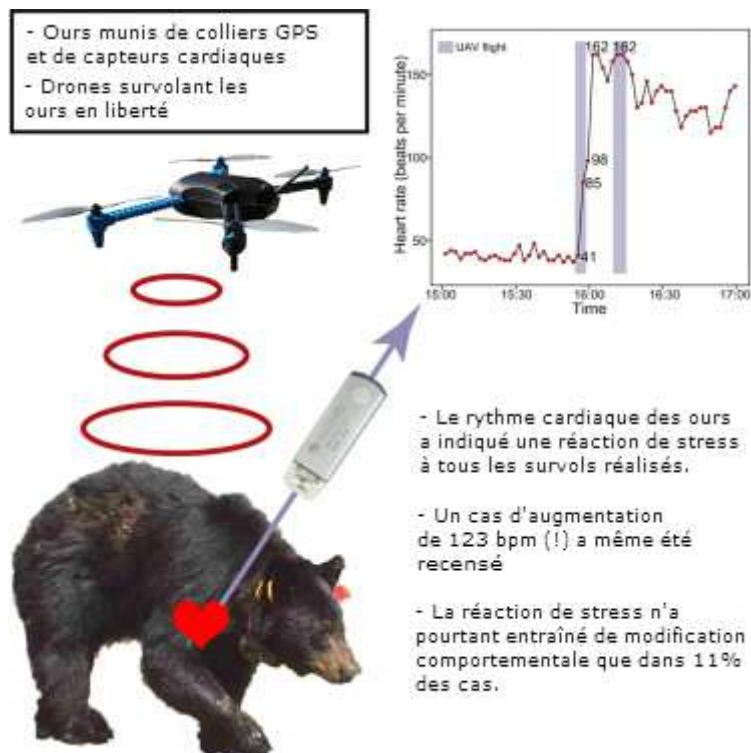 - Ours munis de colliers GPS
et de capteurs cardiaques
- Drones survolant les
ours en liberté
UAV flight
162 162
150
100
50
98
85
41
Heart rate (beats per minute)
15:00 15:30 16:00 16:30 17:00
Time
- Le rythme cardiaque des ours
a indiqué une réaction de stress
à tous les survols réalisés.
- Un cas d'augmentation
de 123 bpm (!) a même été
recensé
- La réaction de stress n'a
pourtant entraîné de modification
comportementale que dans 11%
des cas.